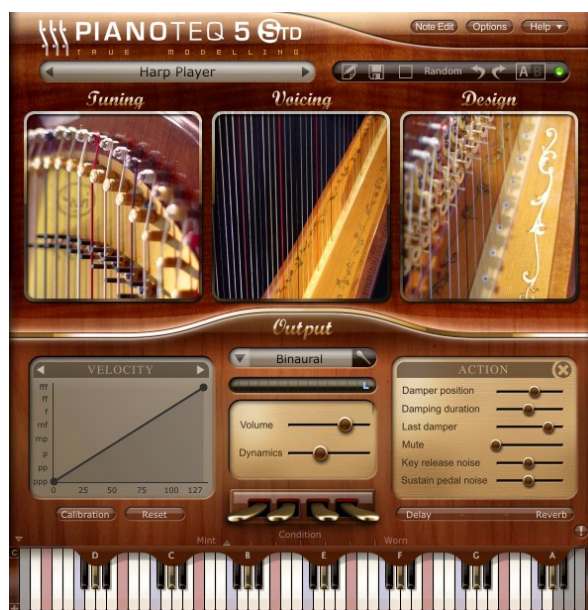 PIANOTEQ 5 STD
TRUE MODELLING
Note Edit Options Help
Harp Player
Random A B
Tuning Voicing Design
Output
VELOCITY
fff
ff
f
mf
mp
p
pp
ppp
0 25 50 75 100 127
Calibration Reset
Binaural
L
Volume
Dynamics
ACTION
Damper position
Damping duration
Last damper
Mute
Key release noise
Sustain pedal noise
Delay Reverb
Mint Condition Worn
!
C D C B E F G A